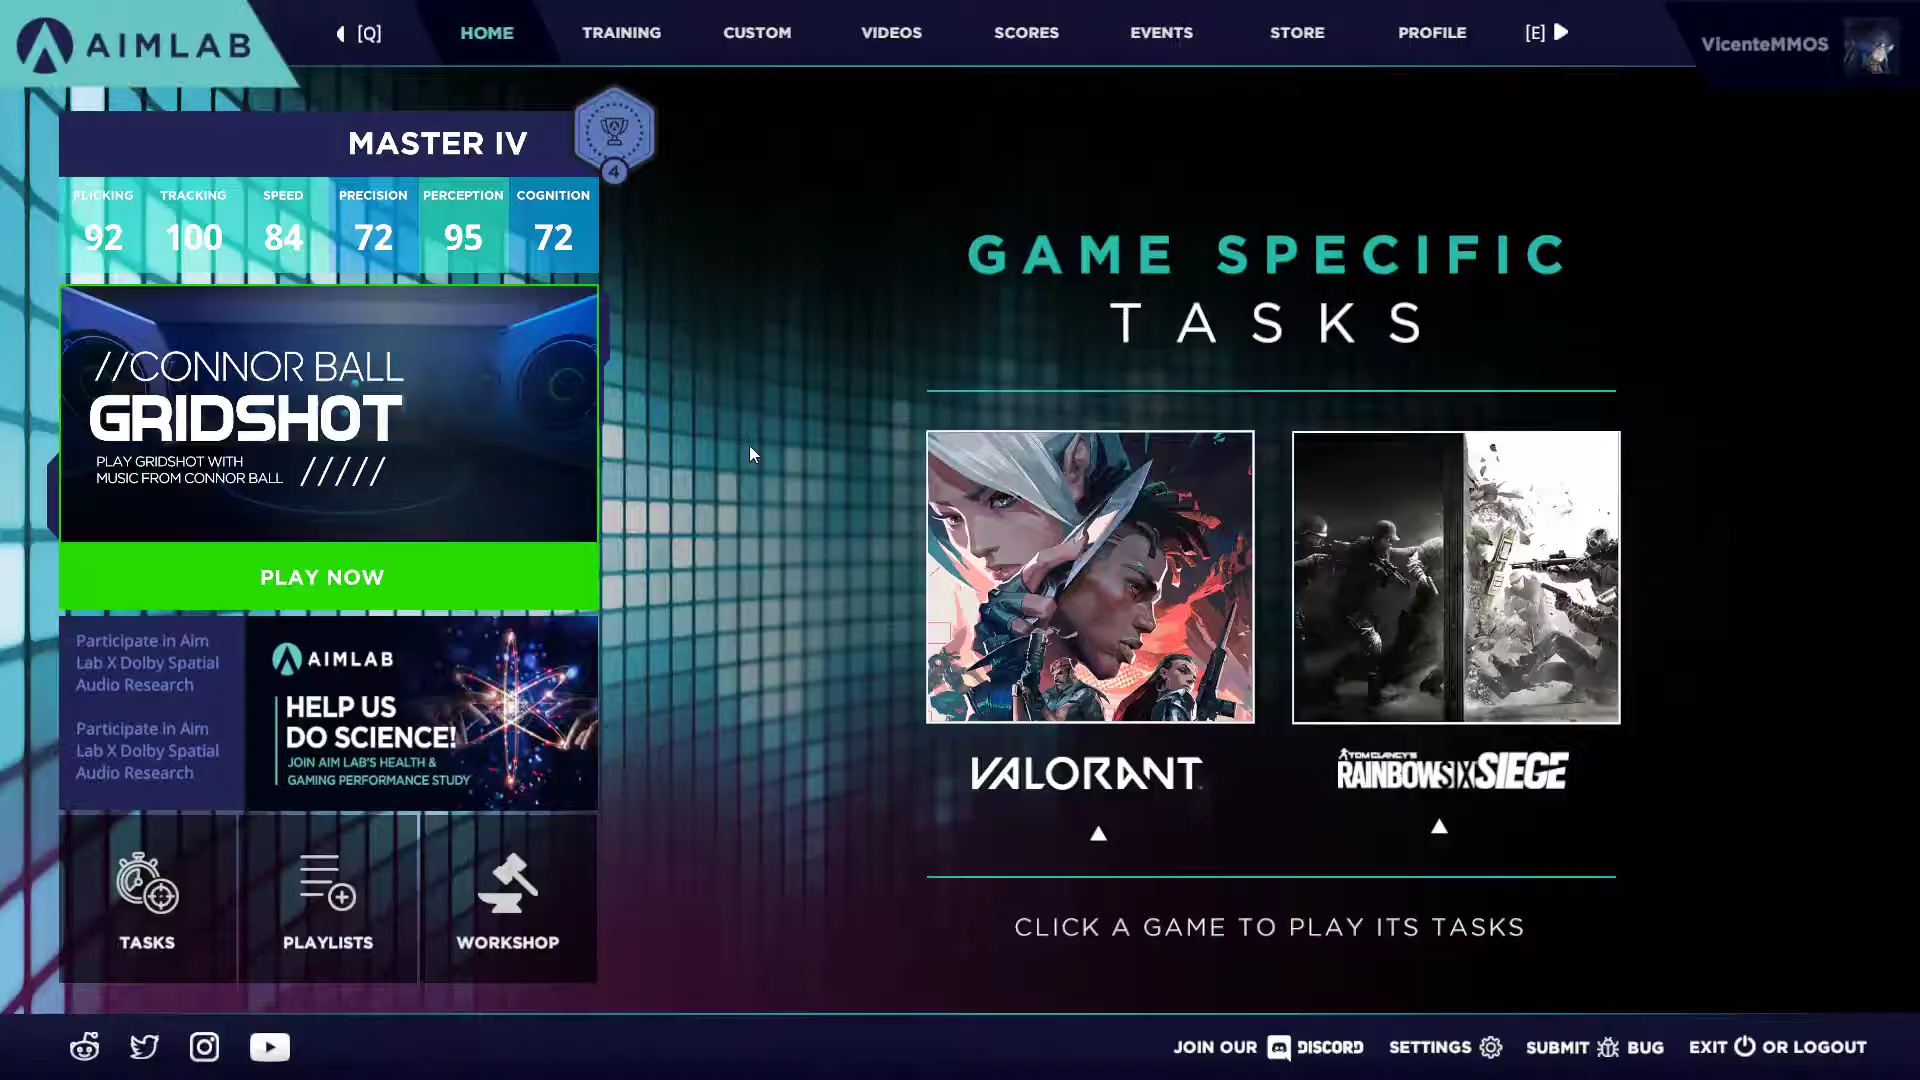 AIMLAB
[Q]
HOME
TRAINING
CUSTOM
VIDEOS
SCORES
EVENTS
STORE
PROFILE
[E]
VicenteMMOS
MASTER IV
4
FLICKING TRACKING SPEED PRECISION PERCEPTION COGNITION
92 100 84 72 95 72
//CONNOR BALL
GRIDSHOT
PLAY GRIDSHOT WITH
MUSIC FROM CONNOR BALL /////
PLAY NOW
Participate in Aim
Lab X Dolby Spatial
Audio Research
Participate in Aim
Lab X Dolby Spatial
Audio Research
AIMLAB
HELP US
DO SCIENCE!
JOIN AIM LAB'S HEALTH &
GAMING PERFORMANCE STUDY
TASKS
PLAYLISTS
WORKSHOP
GAME SPECIFIC
TASKS
VALORANT
TOM CLANCY'S
RAINBOWSIX SIEGE
CLICK A GAME TO PLAY ITS TASKS
JOIN OUR DISCORD
SETTINGS
SUBMIT BUG
EXIT OR LOGOUT